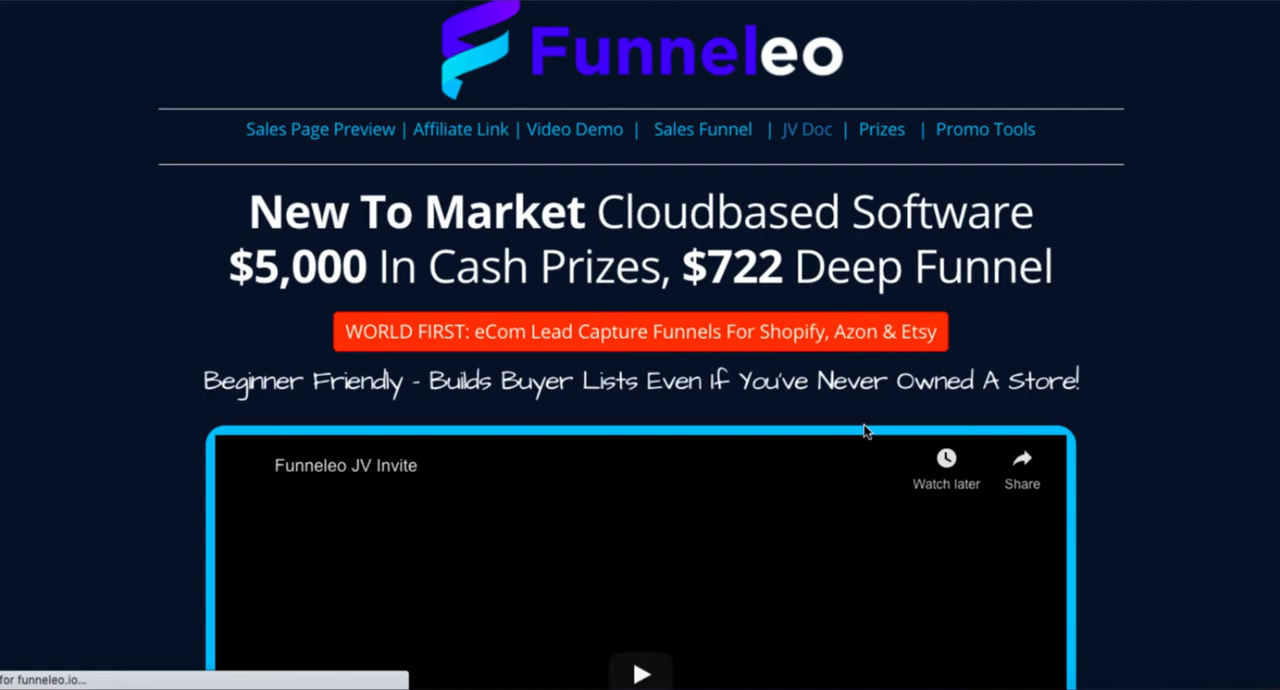 Funneleo
Sales Page Preview | Affiliate Link | Video Demo | Sales Funnel | JV Doc | Prizes | Promo Tools
New To Market Cloudbased Software
$5,000 In Cash Prizes, $722 Deep Funnel
WORLD FIRST: eCom Lead Capture Funnels For Shopify, Azon & Etsy
Beginner Friendly - Builds Buyer Lists Even If You've Never Owned A Store!
Funneleo JV Invite
Watch later
Share
for funneleo.io...